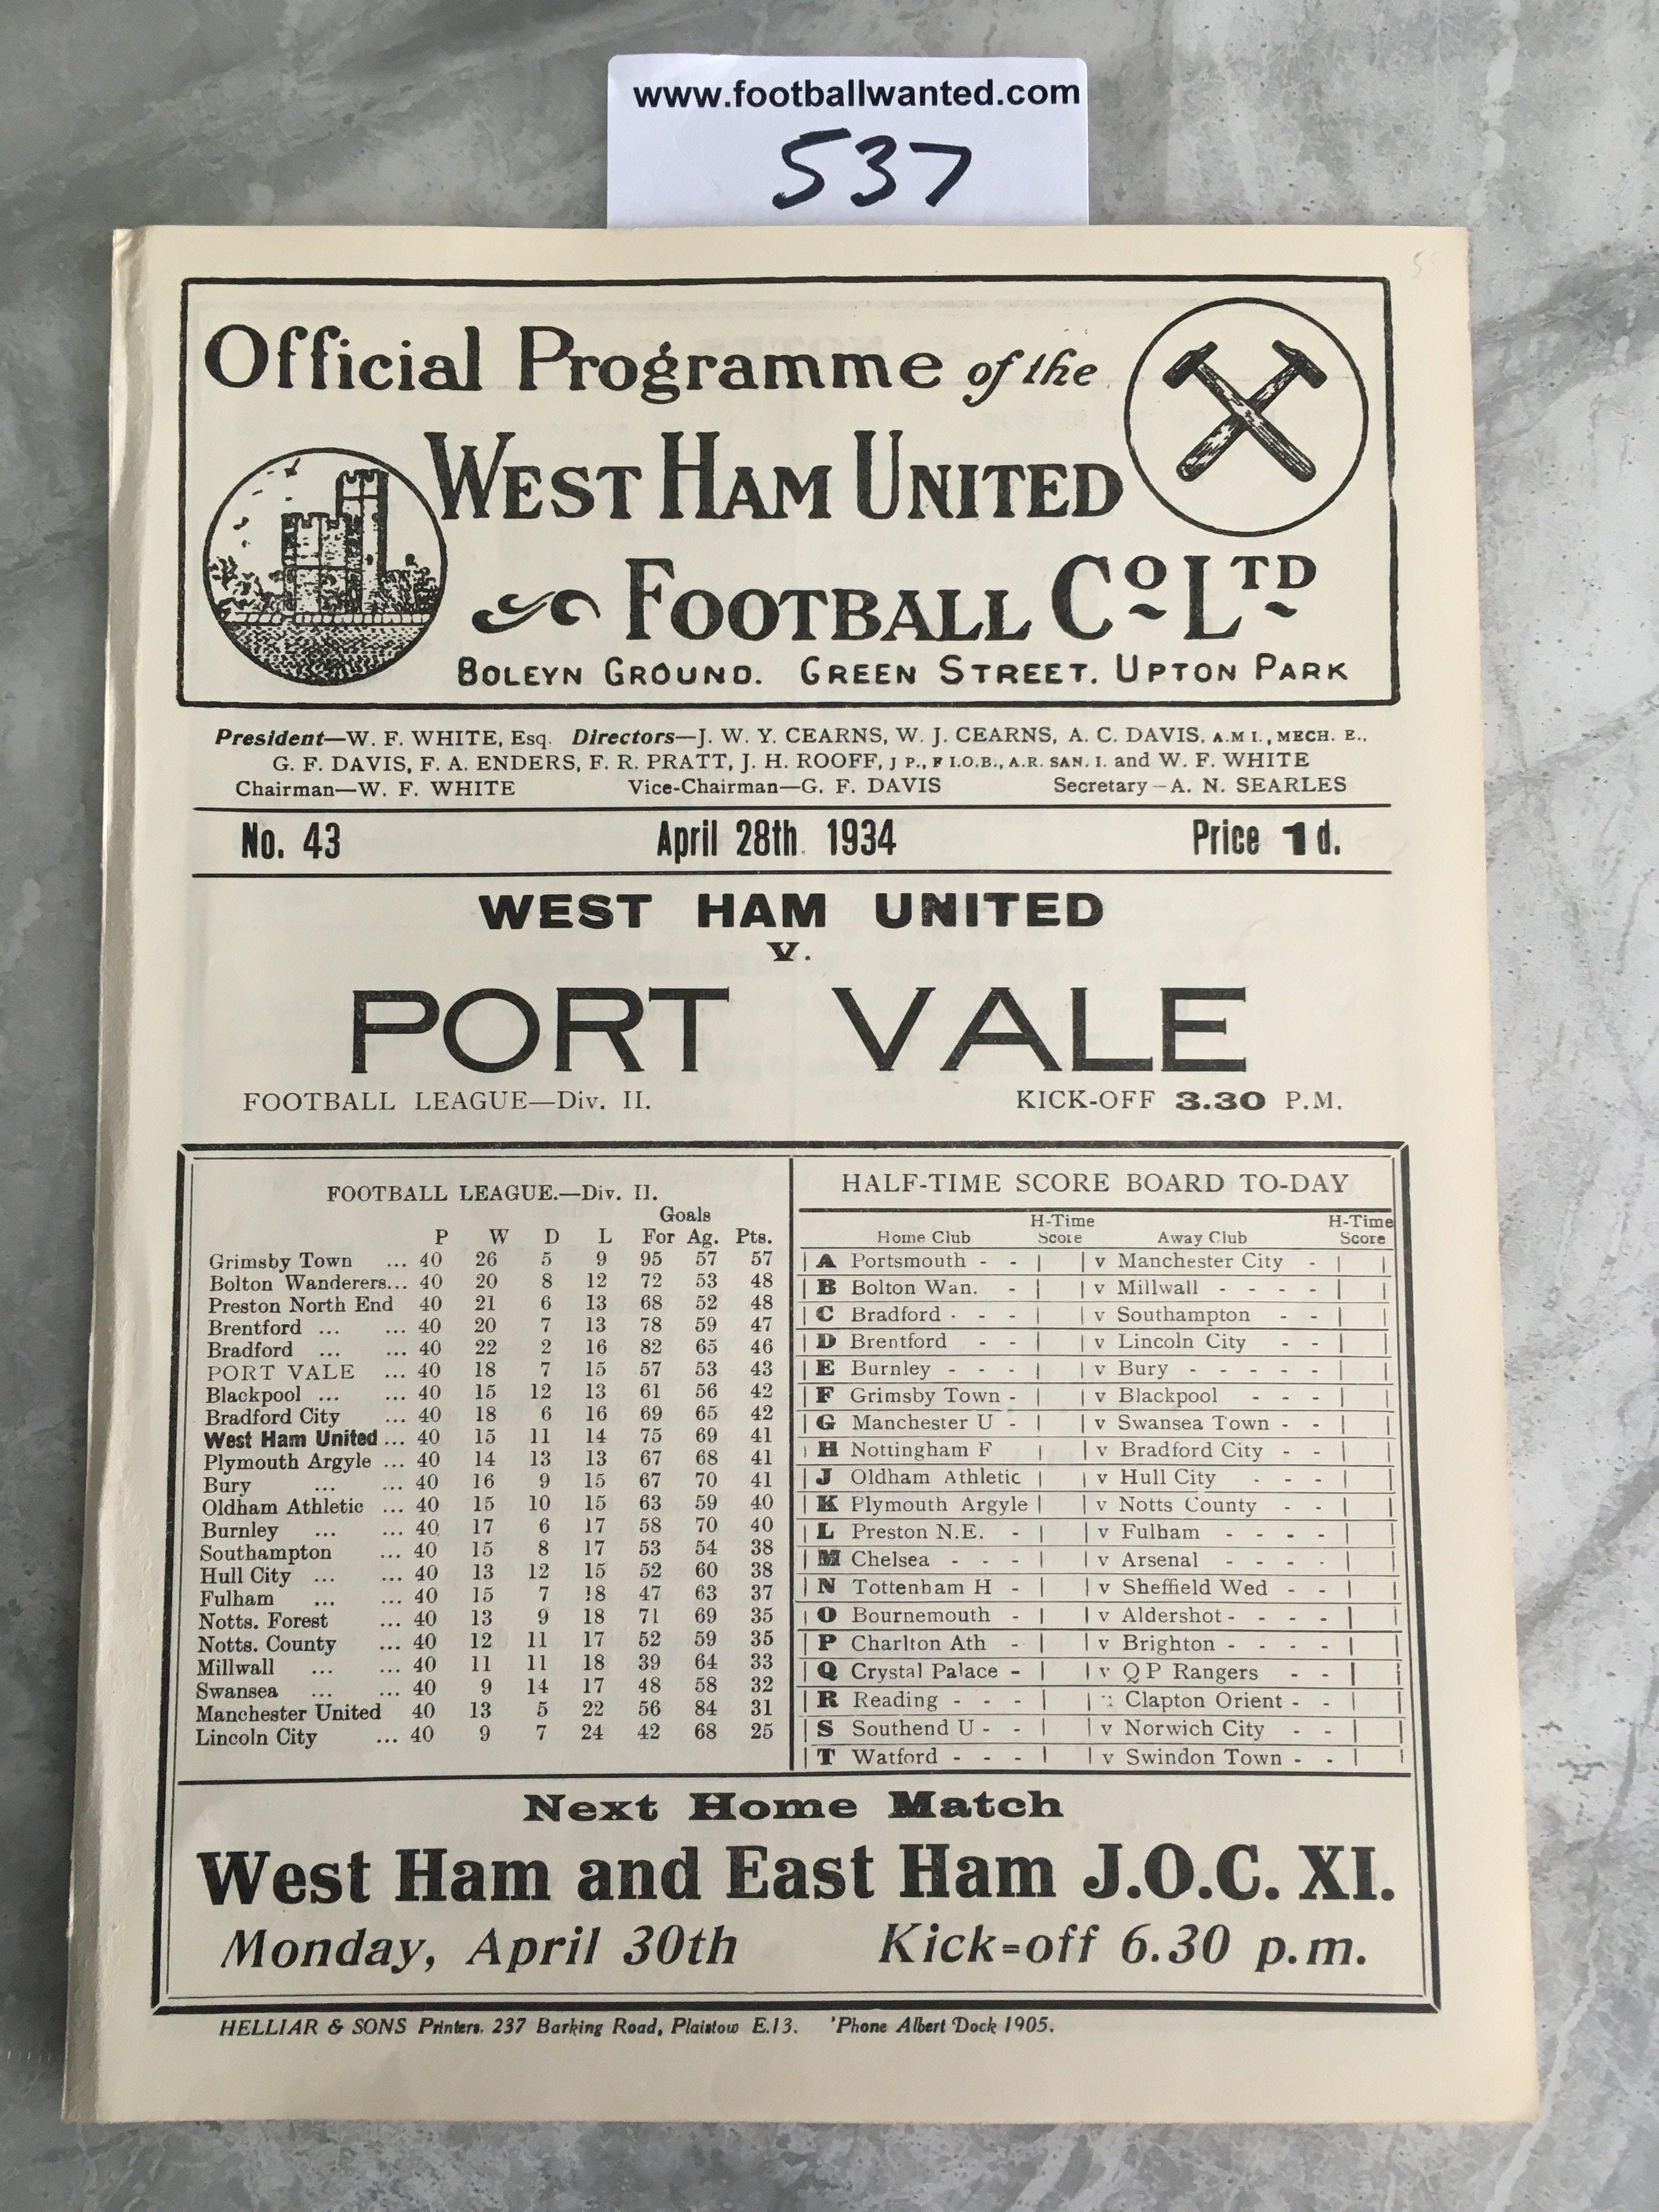 www.footballwanted.com
537
Official Programme of the
WEST HAM UNITED
FOOTBALL CO LTD
BOLEYN GROUND. GREEN STREET. UPTON PARK
President—W. F. WHITE, Esq. Directors—J. W. Y. CEARNS, W. J. CEARNS, A. C. DAVIS, A.M I., MECH. E.,
G. F. DAVIS, F. A. ENDERS, F. R. PRATT, J. H. ROOFF, J P., F I.O.B., A.R. SAN. I. and W. F. WHITE
Chairman—W. F. WHITE Vice-Chairman—G. F. DAVIS Secretary—A. N. SEARLES
No. 43 April 28th 1934 Price 1d.
WEST HAM UNITED
V.
PORT VALE
FOOTBALL LEAGUE—Div. II. KICK-OFF 3.30 P.M.
FOOTBALL LEAGUE.—Div. II.
Goals
P W D L For Ag. Pts.
Grimsby Town ... 40 26 5 9 95 57 57
Bolton Wanderers... 40 20 8 12 72 53 48
Preston North End 40 21 6 13 68 52 48
Brentford ... ... 40 20 7 13 78 59 47
Bradford ... ... 40 22 2 16 82 65 46
PORT VALE ... 40 18 7 15 57 53 43
Blackpool ... ... 40 15 12 13 61 56 42
Bradford City ... 40 18 6 16 69 65 42
West Ham United ... 40 15 11 14 75 69 41
Plymouth Argyle ... 40 14 13 13 67 68 41
Bury ... ... 40 16 9 15 67 70 41
Oldham Athletic ... 40 15 10 15 63 59 40
Burnley ... ... 40 17 6 17 58 70 40
Southampton ... 40 15 8 17 53 54 38
Hull City ... ... 40 13 12 15 52 60 38
Fulham ... ... 40 15 7 18 47 63 37
Notts. Forest ... 40 13 9 18 71 69 35
Notts. County ... 40 12 11 17 52 59 35
Millwall ... ... 40 11 11 18 39 64 33
Swansea ... ... 40 9 14 17 48 58 32
Manchester United 40 13 5 22 56 84 31
Lincoln City ... 40 9 7 24 42 68 25
HALF-TIME SCORE BOARD TO-DAY
H-Time H-Time
Home Club Score Away Club Score
A Portsmouth - - v Manchester City -
B Bolton Wan. - v Millwall - - - -
C Bradford - - - v Southampton - -
D Brentford - - v Lincoln City - -
E Burnley - - - v Bury - - - - -
F Grimsby Town - v Blackpool - - -
G Manchester U - v Swansea Town - -
H Nottingham F v Bradford City - -
J Oldham Athletic v Hull City - - -
K Plymouth Argyle v Notts County - -
L Preston N.E. - v Fulham - - - -
M Chelsea - - - v Arsenal - - - -
N Tottenham H - v Sheffield Wed - -
O Bournemouth - v Aldershot - - - -
P Charlton Ath - v Brighton - - - -
Q Crystal Palace - v Q P Rangers - -
R Reading - - - Clapton Orient - -
S Southend U - - v Norwich City - -
T Watford - - - v Swindon Town - -
Next Home Match
West Ham and East Ham J.O.C. XI.
Monday, April 30th Kick-off 6.30 p.m.
HELLIAR & SONS Printers. 237 Barking Road, Plaistow E.13. 'Phone Albert Dock 1905.